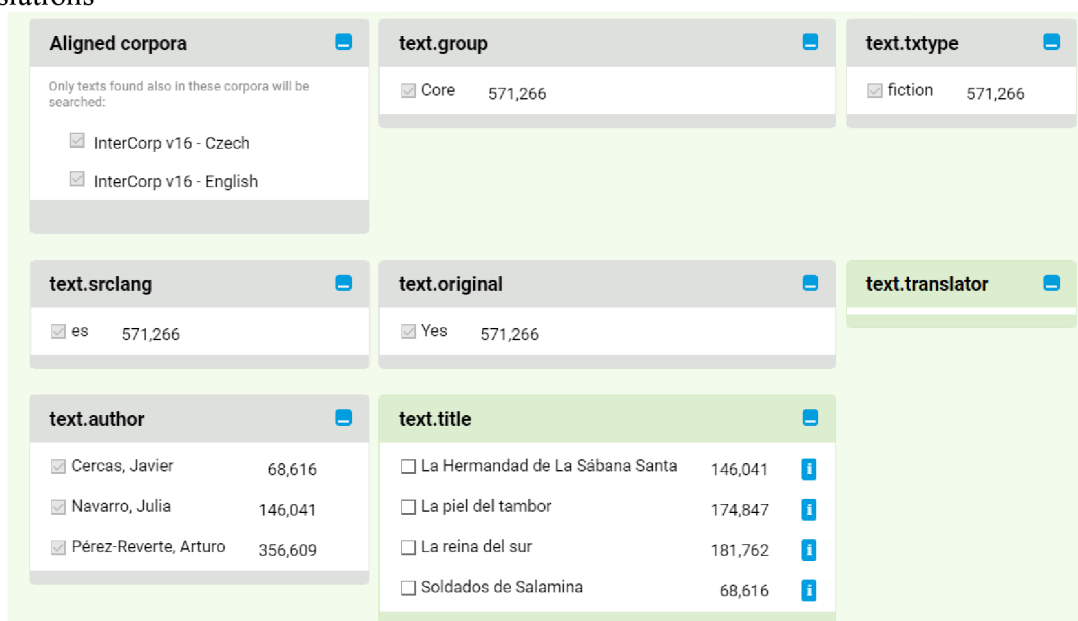 Aligned corpora
Only texts found also in these corpora will be
searched:
InterCorp v16 - Czech
InterCorp v16 - English
text.group
Core 571,266
text.txtype
fiction 571,266
text.srclang
es 571,266
text.original
Yes 571,266
text.translator
text.author
Cercas, Javier 68,616
Navarro, Julia 146,041
Pérez-Reverte, Arturo 356,609
text.title
La Hermandad de La Sábana Santa 146,041
La piel del tambor 174,847
La reina del sur 181,762
Soldados de Salamina 68,616